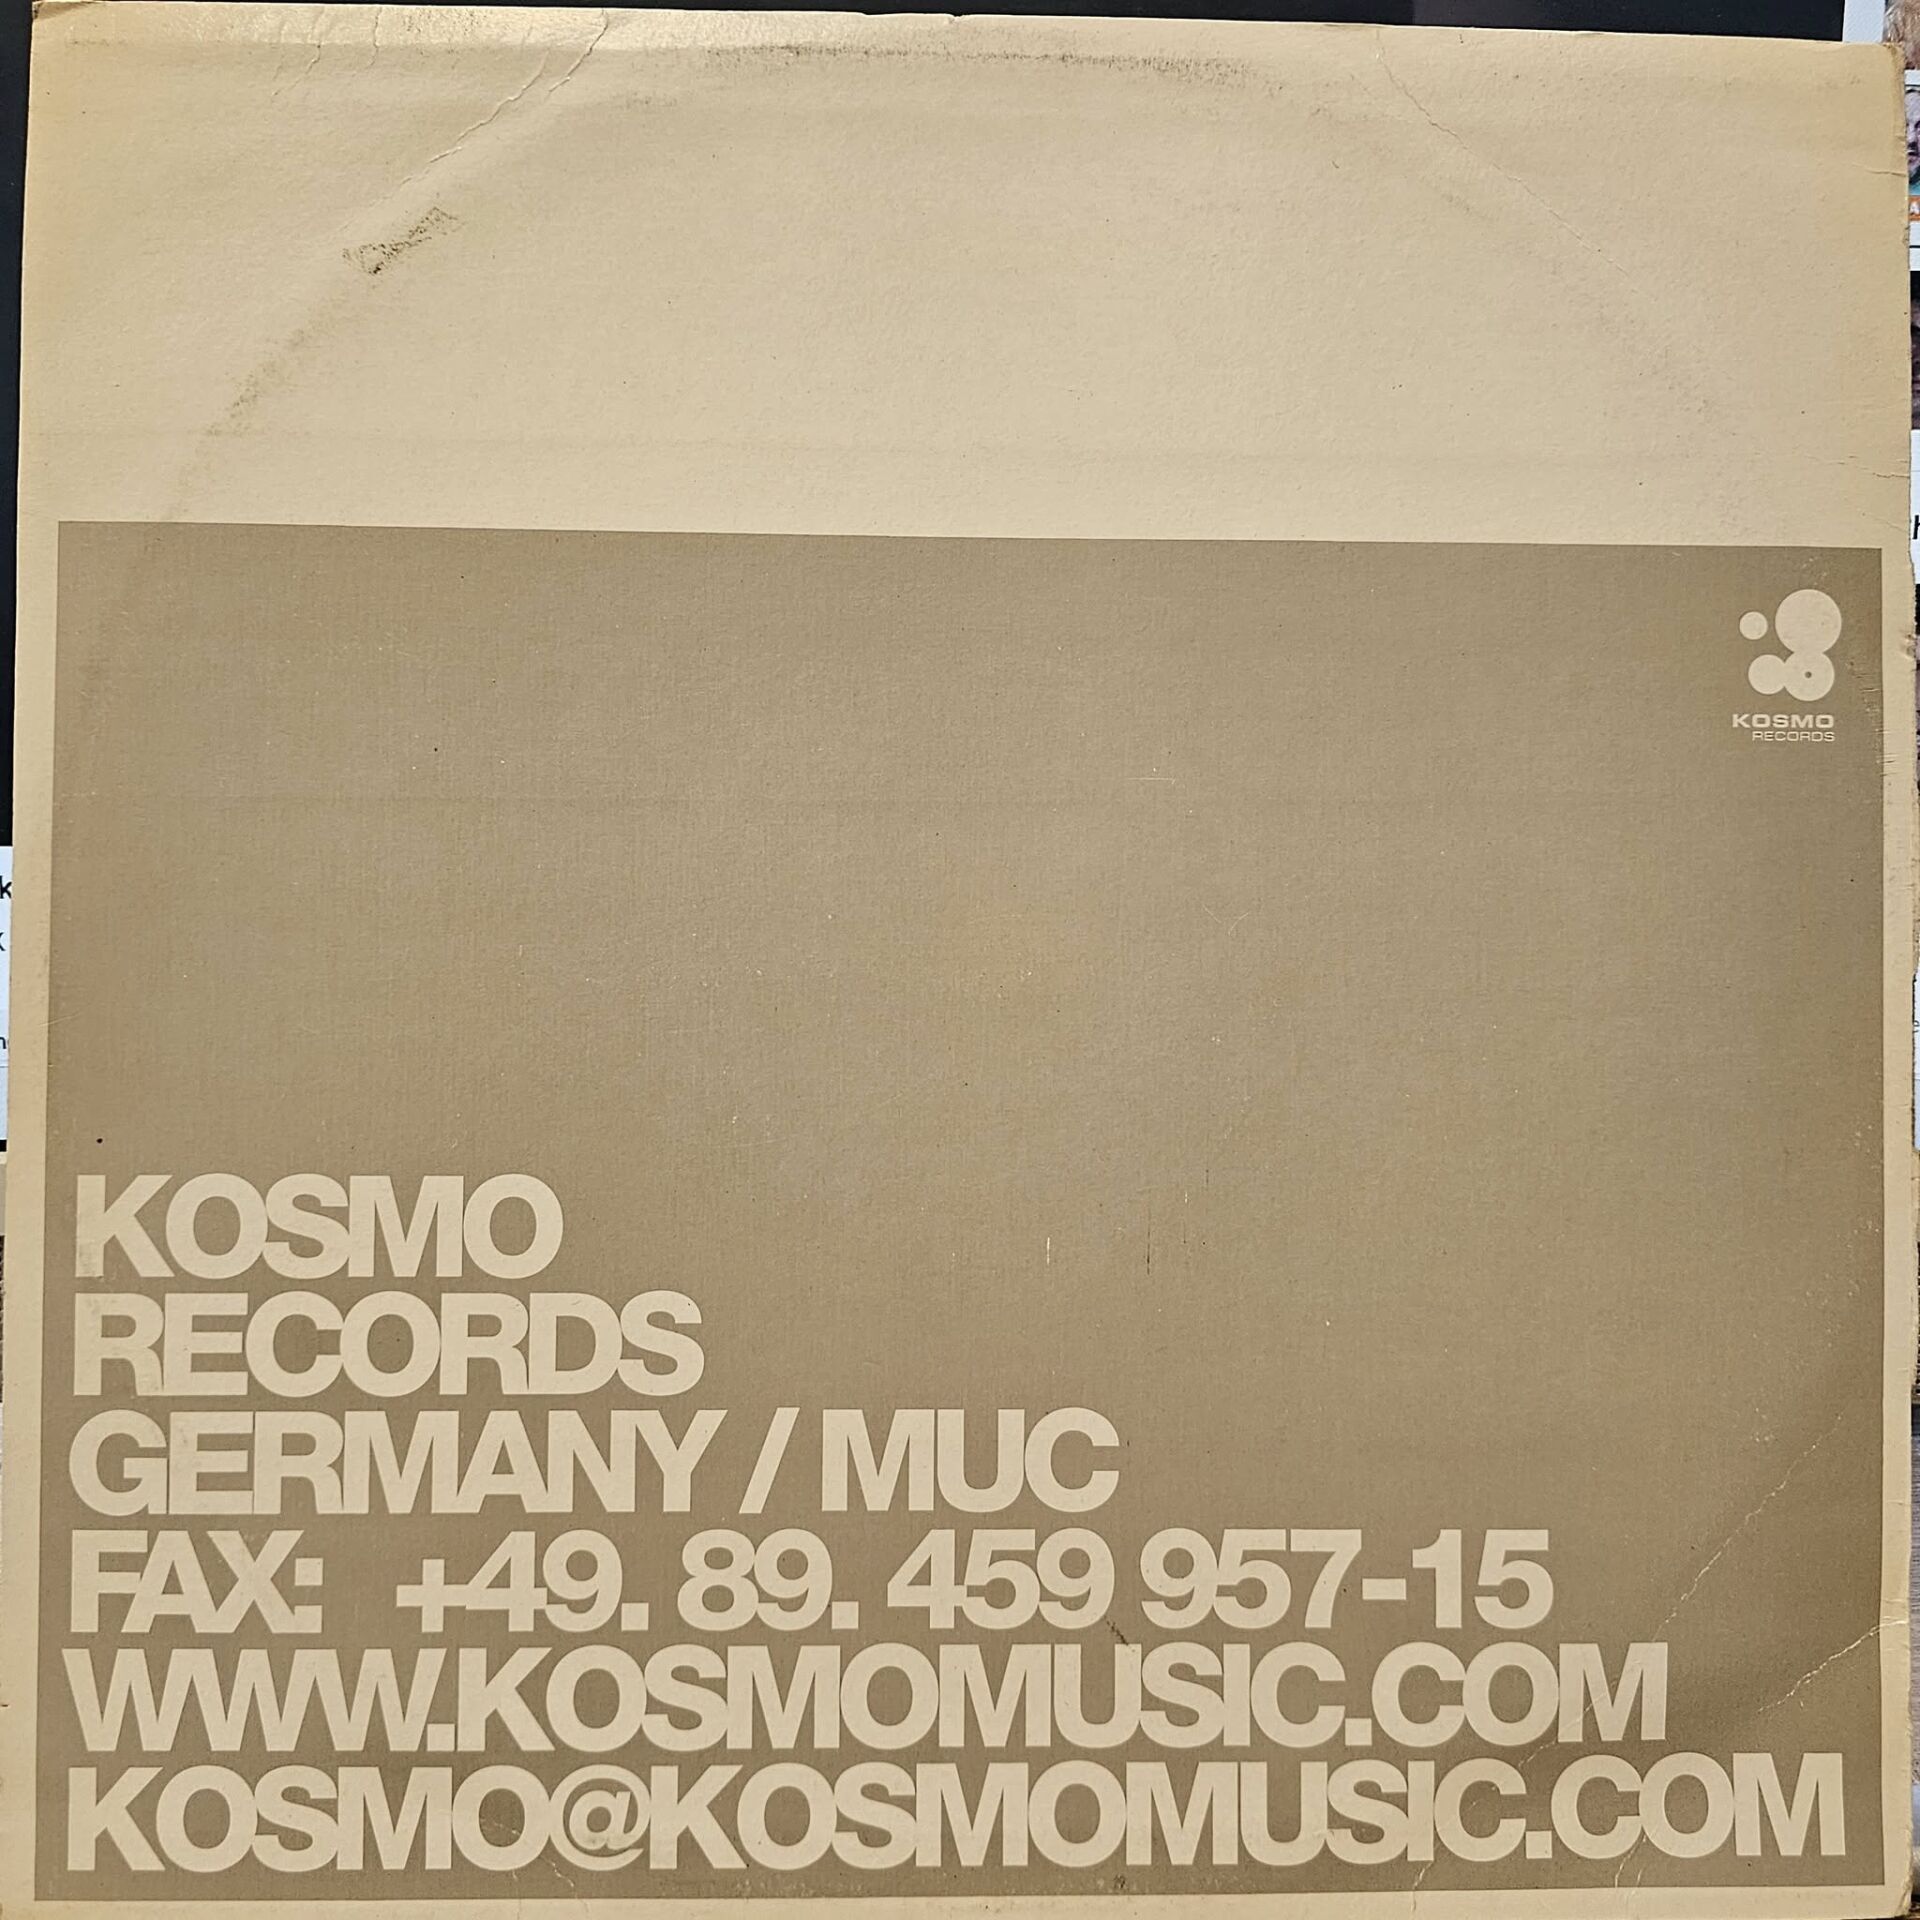 KOSMO
RECORDS
KOSMO
RECORDS
GERMANY / MUC
FAX: +49. 89. 459 957-15
WWW.KOSMOMUSIC.COM
KOSMO@KOSMOMUSIC.COM